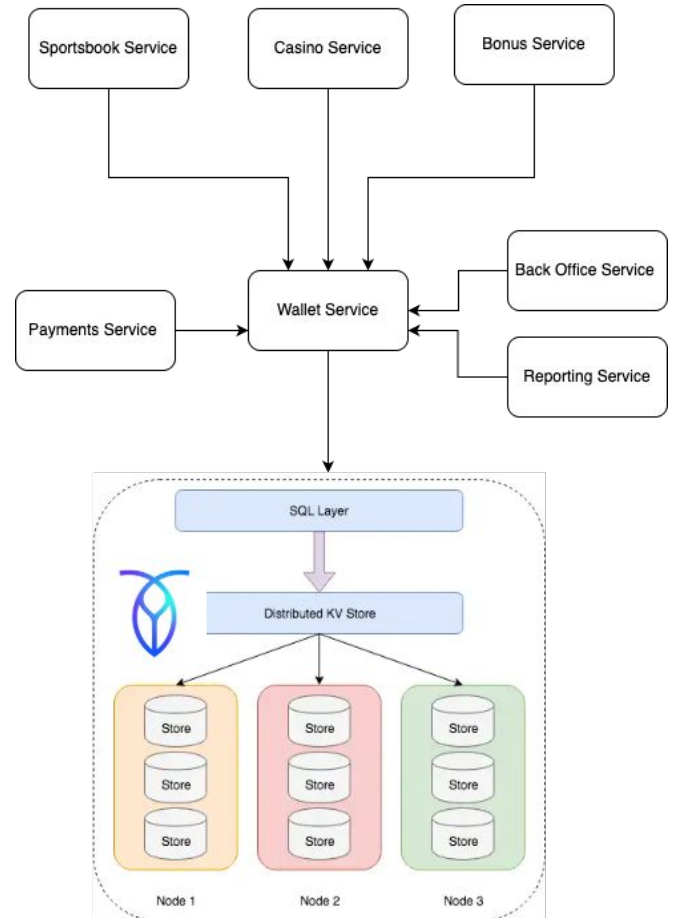 Sportsbook Service
Casino Service
Bonus Service
Back Office Service
Wallet Service
Payments Service
Reporting Service
SQL Layer
Distributed KV Store
Store
Store
Store
Store
Store
Store
Store
Store
Store
Node 1
Node 2
Node 3